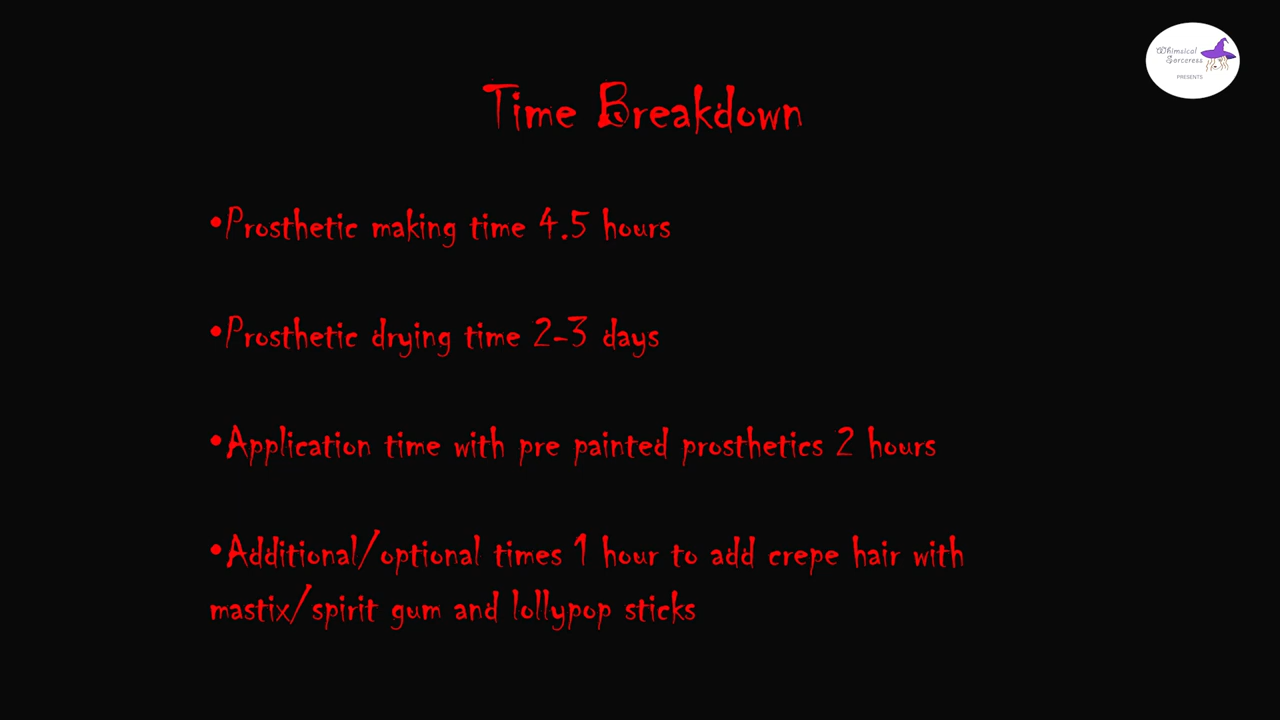 Whimsical
Sorceress
PRESENTS
Time Breakdown
•Prosthetic making time 4.5 hours
•Prosthetic drying time 2-3 days
•Application time with pre painted prosthetics 2 hours
•Additional/optional times 1 hour to add crepe hair with
mastix/spirit gum and lollypop sticks